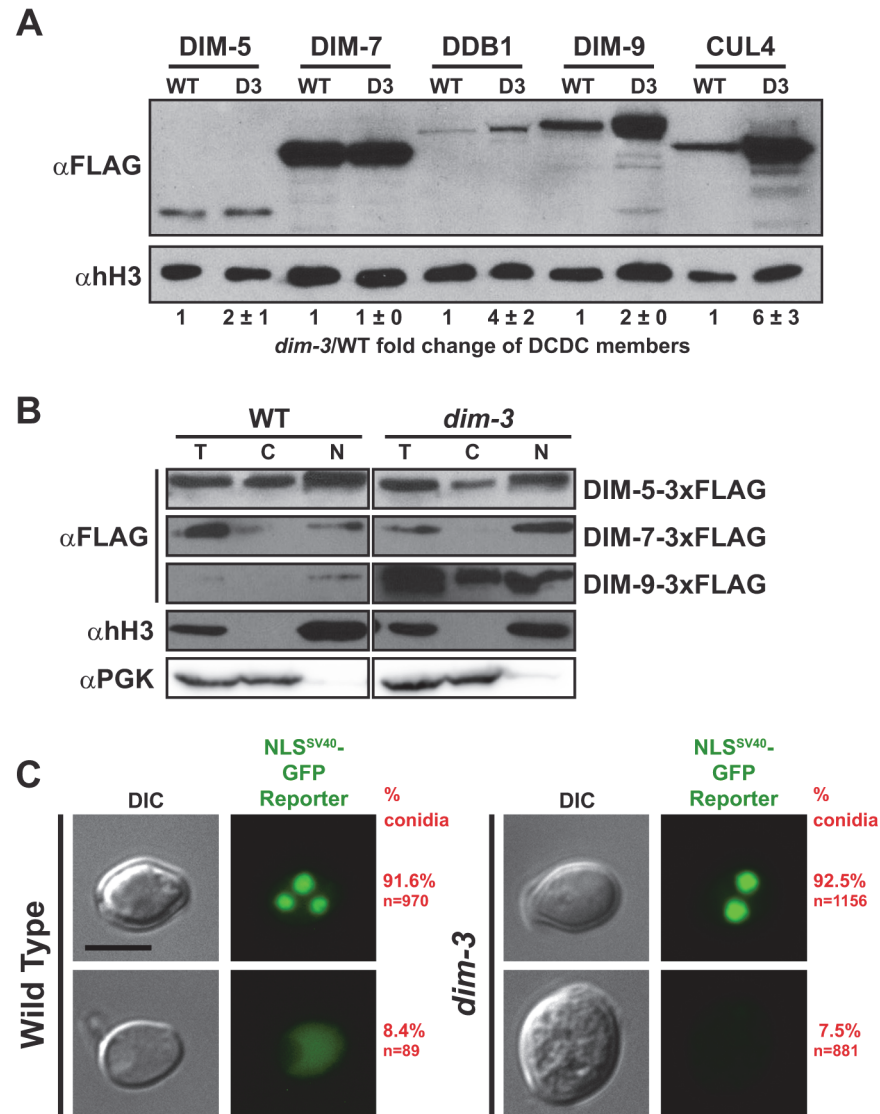 A
DIM-5 DIM-7 DDB1 DIM-9 CUL4
WT D3 WT D3 WT D3 WT D3 WT D3
αFLAG
αhH3
1 2 ± 1 1 1 ± 0 1 4 ± 2 1 2 ± 0 1 6 ± 3
dim-3/WT fold change of DCDC members
B
WT dim-3
T C N T C N
αFLAG
DIM-5-3xFLAG
DIM-7-3xFLAG
DIM-9-3xFLAG
αhH3
αPGK
C
Wild Type
DIC
NLSSV40-
GFP
Reporter
%
conidia
91.6%
n=970
8.4%
n=89
dim-3
DIC
NLSSV40-
GFP
Reporter
%
conidia
92.5%
n=1156
7.5%
n=881